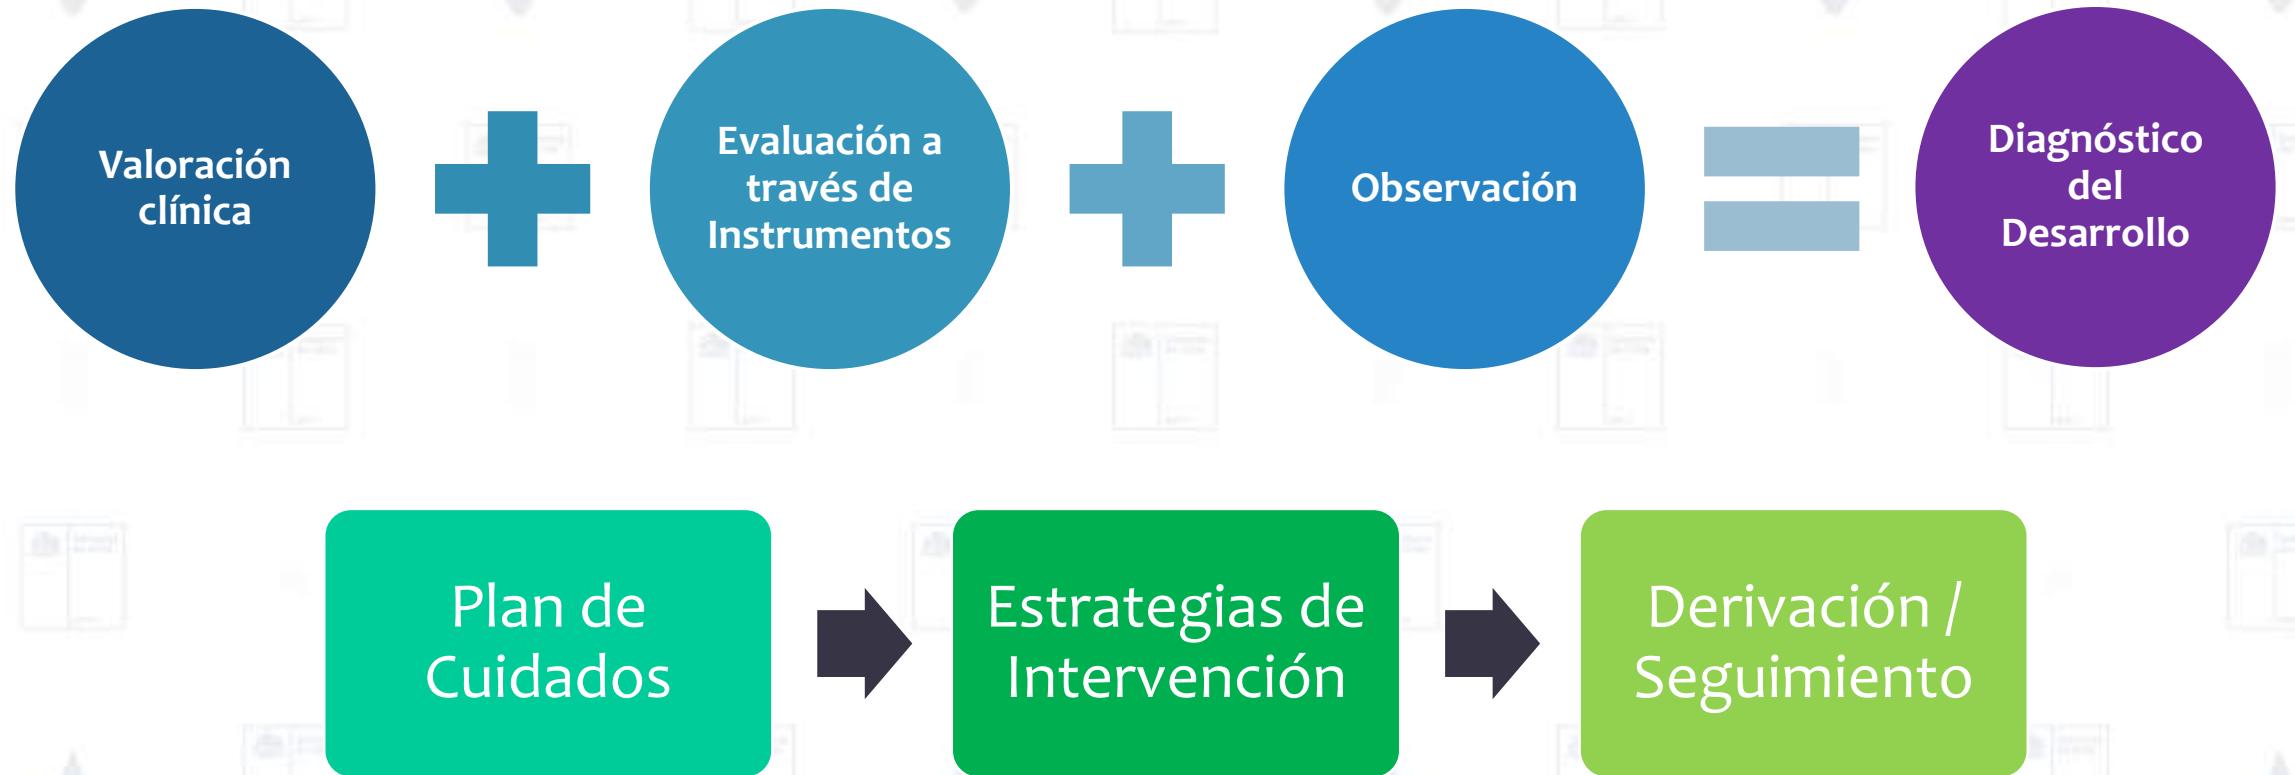 Valoración
clínica
Evaluación a
través de
Instrumentos
Observación
Diagnóstico
del
Desarrollo
Plan de
Cuidados
Estrategias de
Intervención
Derivación /
Seguimiento